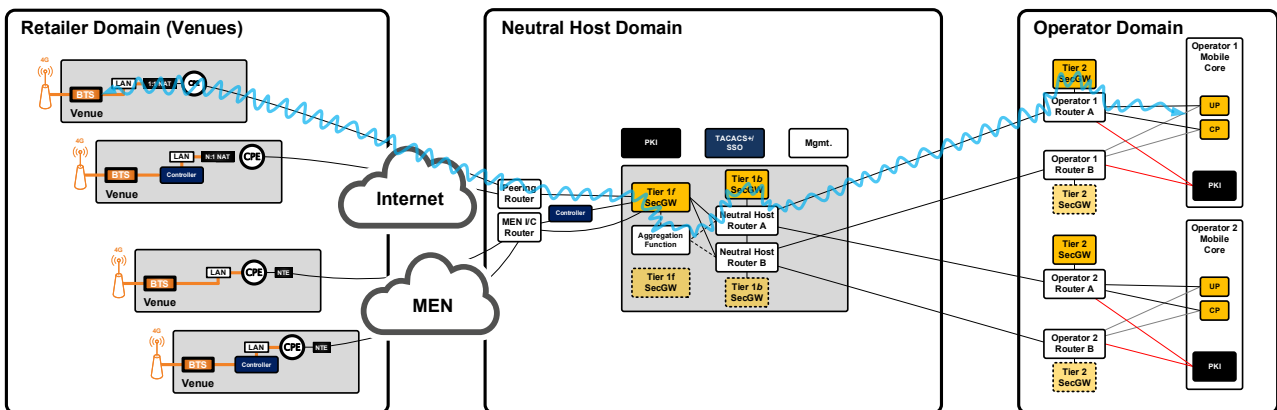 Retailer Domain (Venues)
4G
LAN
1:1 NAT
CPE
BTS
Venue
4G
LAN
N:1 NAT
CPE
BTS
Controller
Venue
4G
LAN
CPE
NTE
BTS
Venue
4G
LAN
CPE
NTE
BTS
Controller
Venue
Internet
MEN
Neutral Host Domain
Peering
Router
MEN I/C
Router
Controller
PKI
TACACS+/
SSO
Mgmt.
Tier 1f
SecGW
Tier 1b
SecGW
Aggregation
Function
Neutral Host
Router A
Neutral Host
Router B
Tier 1f
SecGW
Tier 1b
SecGW
Operator Domain
Tier 2
SecGW
Operator 1
Router A
Operator 1
Router B
Tier 2
SecGW
Operator 1
Mobile
Core
UP
CP
PKI
Tier 2
SecGW
Operator 2
Router A
Operator 2
Router B
Tier 2
SecGW
Operator 2
Mobile
Core
UP
CP
PKI